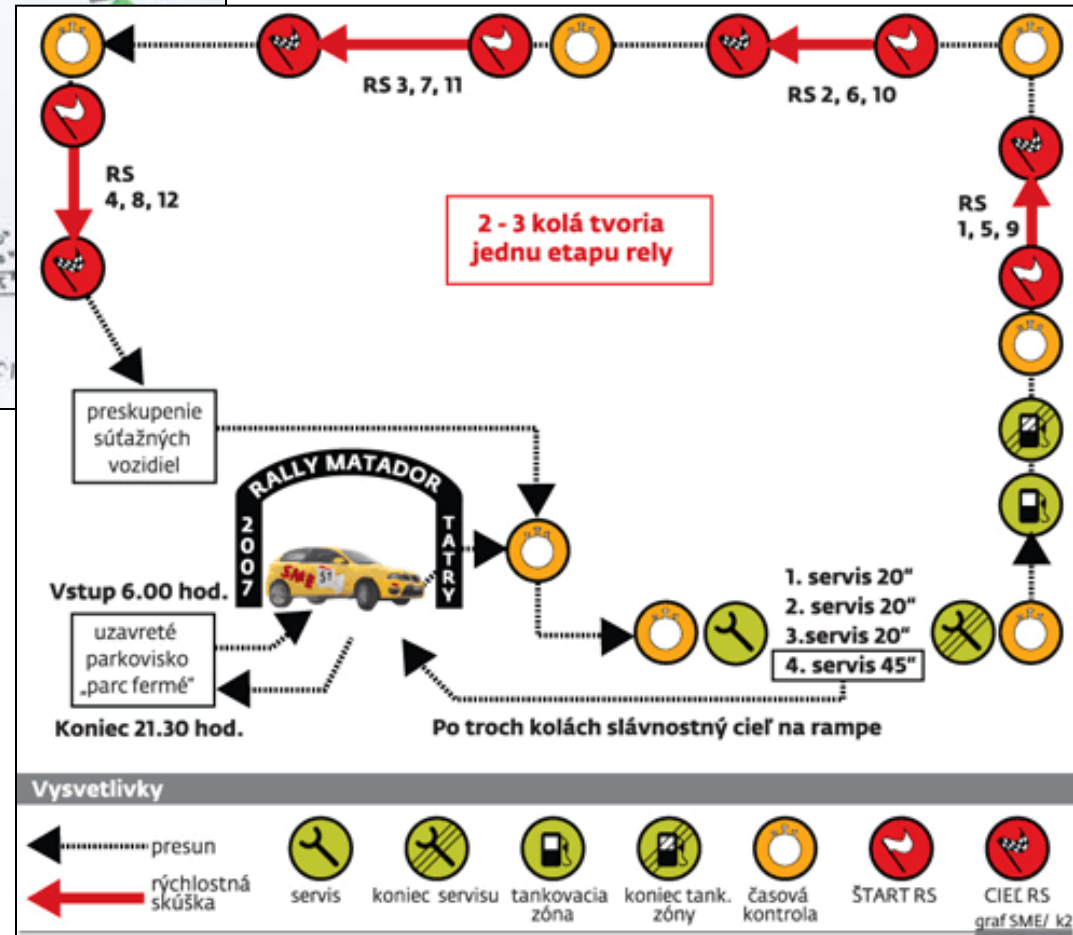 RS 3, 7, 11
RS 2, 6, 10
RS
4, 8, 12
2 - 3 kolá tvoria
jednu etapu rely
RS
1, 5, 9
preskupenie
súťažných
vozidiel
RALLY MATADOR
2007
TATRY
SME 51
Vstup 6.00 hod.
uzavreté
parkovisko
„parc fermé“
Koniec 21.30 hod.
1. servis 20“
2. servis 20“
3.servis 20“
4. servis 45“
Po troch kolách slávnostný cieľ na rampe
Vysvetlivky
presun
rýchlostná
skúška
servis
koniec servisu
tankovacia
zóna
koniec tank.
zóny
časová
kontrola
ŠTART RS
CIEĽ RS
graf SME/ k2